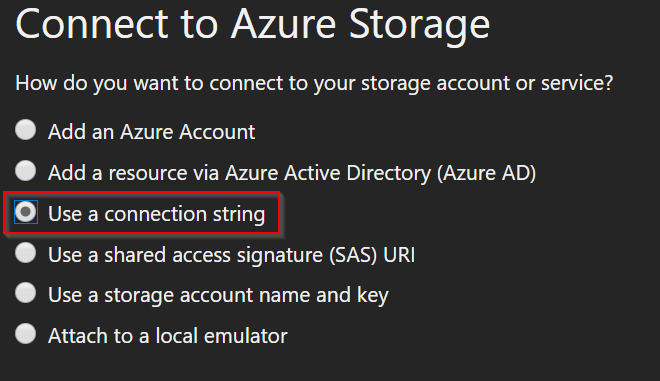 Connect to Azure Storage
How do you want to connect to your storage account or service?
Add an Azure Account
Add a resource via Azure Active Directory (Azure AD)
Use a connection string
Use a shared access signature (SAS) URI
Use a storage account name and key
Attach to a local emulator